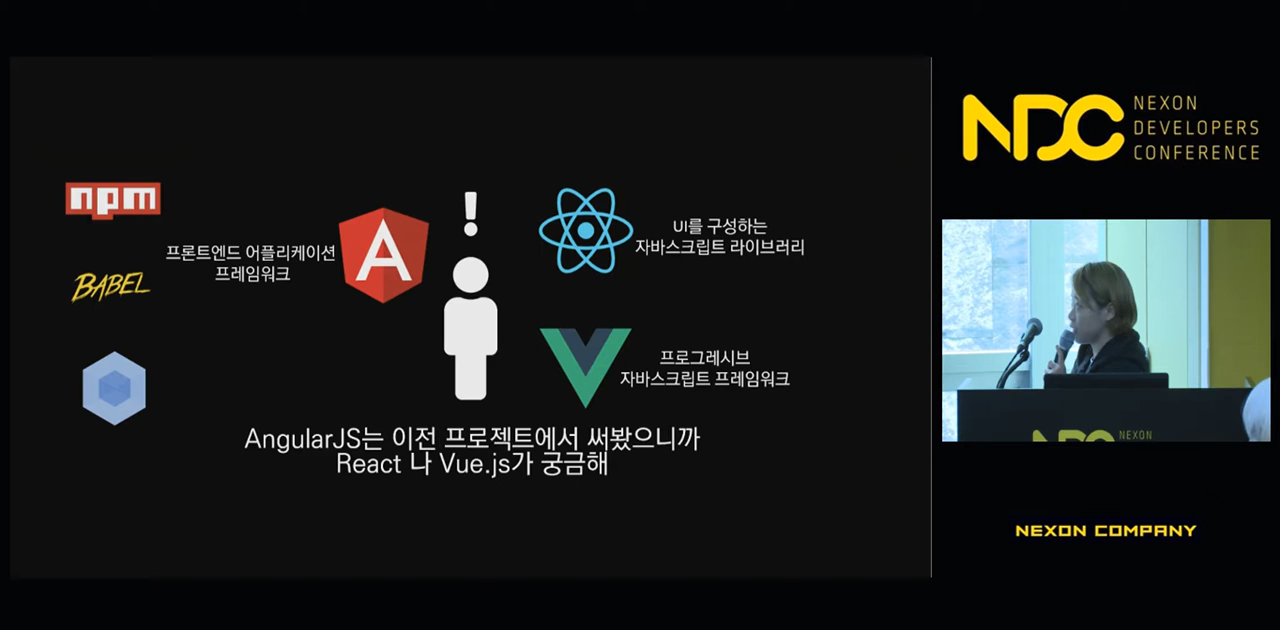 npm
프론트엔드 어플리케이션
프레임워크
A
!
UI를 구성하는
자바스크립트 라이브러리
BABEL
프로그레시브
자바스크립트 프레임워크
AngularJS는 이전 프로젝트에서 써봤으니까
React 나 Vue.js가 궁금해
NDC
NEXON
DEVELOPERS
CONFERENCE
NDC NEXON
NEXON COMPANY